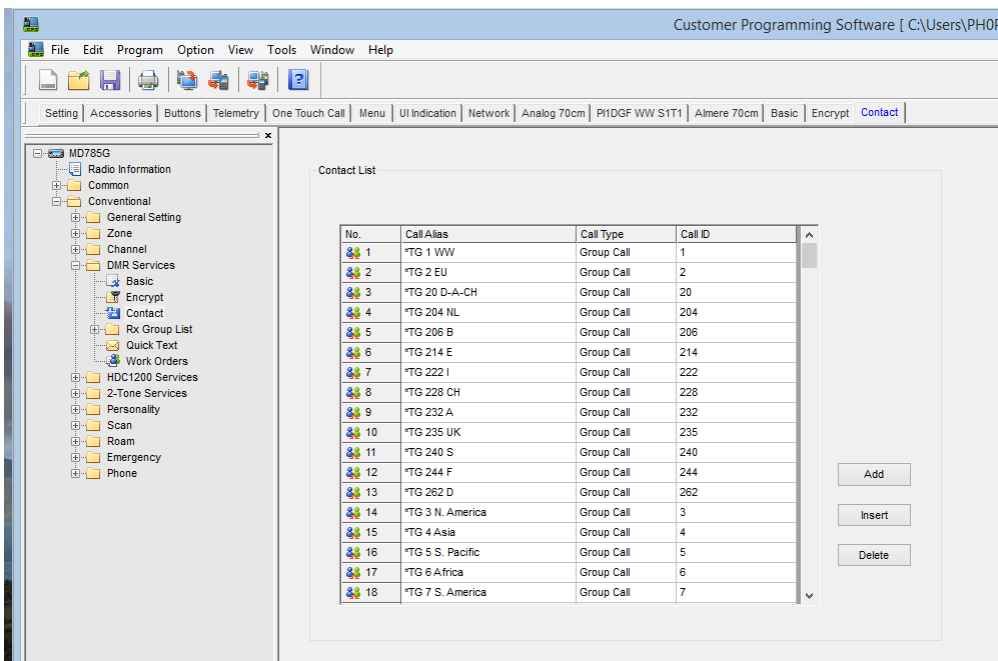 Customer Programming Software [ C:\Users\PH0P
File Edit Program Option View Tools Window Help
Setting Accessories Buttons Telemetry One Touch Call Menu UI Indication Network Analog 70cm PI1DGF WW S1T1 Almere 70cm Basic Encrypt Contact
MD785G
Radio Information
Common
Conventional
General Setting
Zone
Channel
DMR Services
Basic
Encrypt
Contact
Rx Group List
Quick Text
Work Orders
HDC1200 Services
2-Tone Services
Personality
Scan
Roam
Emergency
Phone
Contact List
No. Call Alias Call Type Call ID
1 *TG 1 WW Group Call 1
2 *TG 2 EU Group Call 2
3 *TG 20 D-A-CH Group Call 20
4 *TG 204 NL Group Call 204
5 *TG 206 B Group Call 206
6 *TG 214 E Group Call 214
7 *TG 222 I Group Call 222
8 *TG 228 CH Group Call 228
9 *TG 232 A Group Call 232
10 *TG 235 UK Group Call 235
11 *TG 240 S Group Call 240
12 *TG 244 F Group Call 244
13 *TG 262 D Group Call 262
14 *TG 3 N. America Group Call 3
15 *TG 4 Asia Group Call 4
16 *TG 5 S. Pacific Group Call 5
17 *TG 6 Africa Group Call 6
18 *TG 7 S. America Group Call 7
Add
Insert
Delete